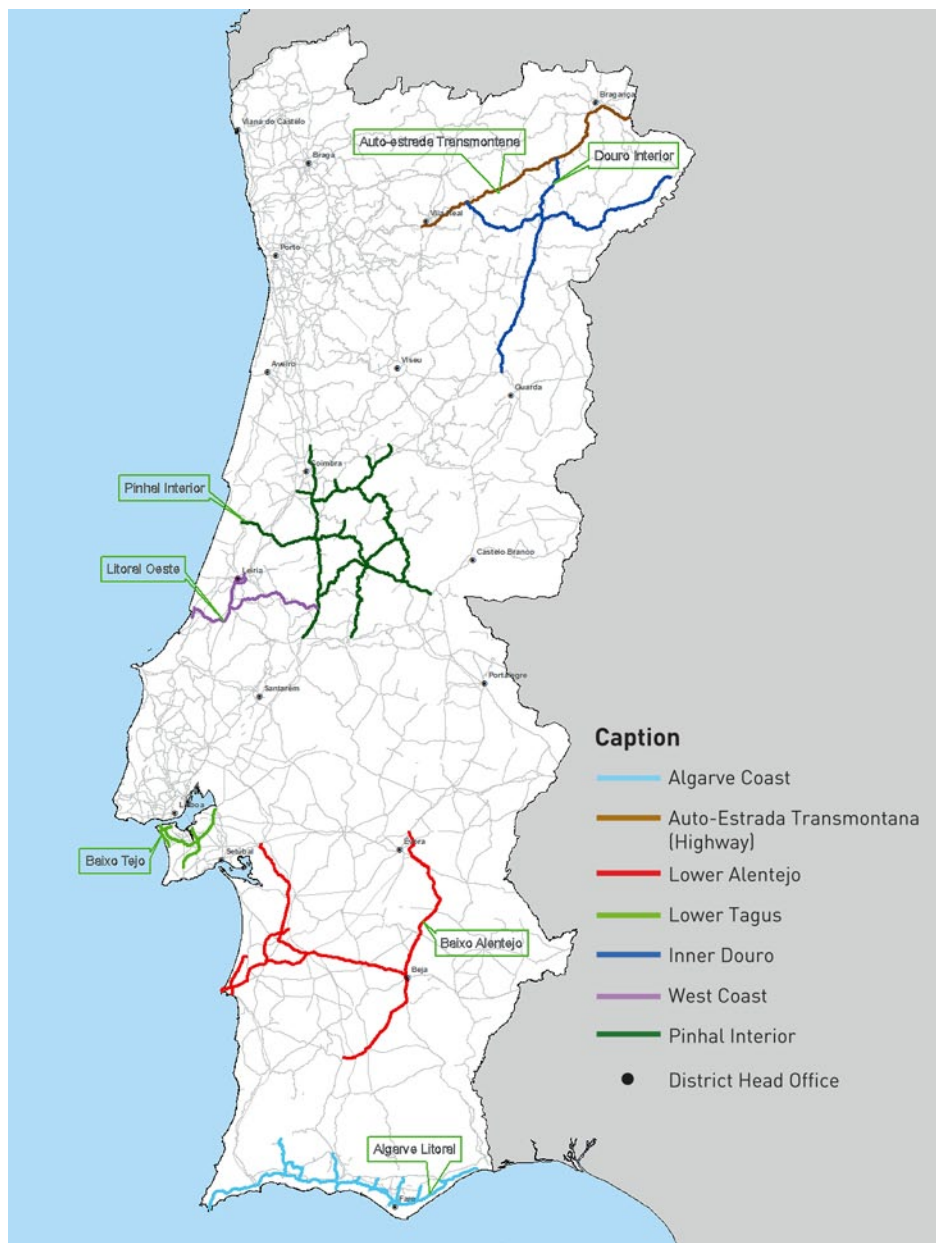 Bragança
Viana do Castelo
Auto-estrada Transmontana
Douro Interior
Braga
Vila Real
Porto
Aveiro
Viseu
Guarda
Coimbra
Pinhal Interior
Castelo Branco
Litoral Oeste
Leiria
Portalegre
Santarém
Caption
Algarve Coast
Lisboa
Auto-Estrada Transmontana
(Highway)
Évora
Baixo Tejo
Setúbal
Lower Alentejo
Lower Tagus
Baixo Alentejo
Inner Douro
Beja
West Coast
Pinhal Interior
District Head Office
Algarve Litoral
Faro